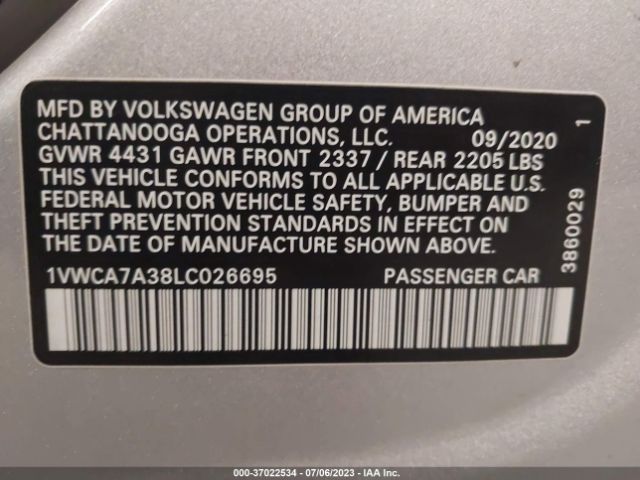 MFD BY VOLKSWAGEN GROUP OF AMERICA
CHATTANOOGA OPERATIONS, LLC. 09/2020
GVWR 4431 GAWR FRONT 2337 / REAR 2205 LBS
THIS VEHICLE CONFORMS TO ALL APPLICABLE U.S.
FEDERAL MOTOR VEHICLE SAFETY, BUMPER AND
THEFT PREVENTION STANDARDS IN EFFECT ON
THE DATE OF MANUFACTURE SHOWN ABOVE.
1VWCA7A38LC026695 PASSENGER CAR
3860029 1
000-37022534 - 07/06/2023 - IAA Inc.